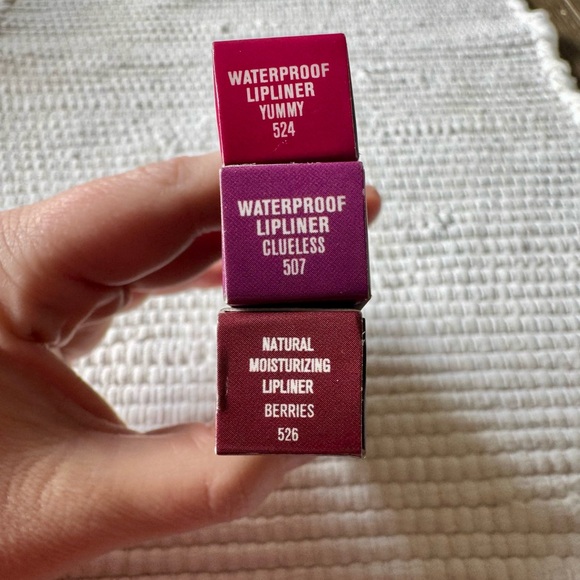 WATERPROOF
LIPLINER
YUMMY
524
WATERPROOF
LIPLINER
CLUELESS
507
NATURAL
MOISTURIZING
LIPLINER
BERRIES
526